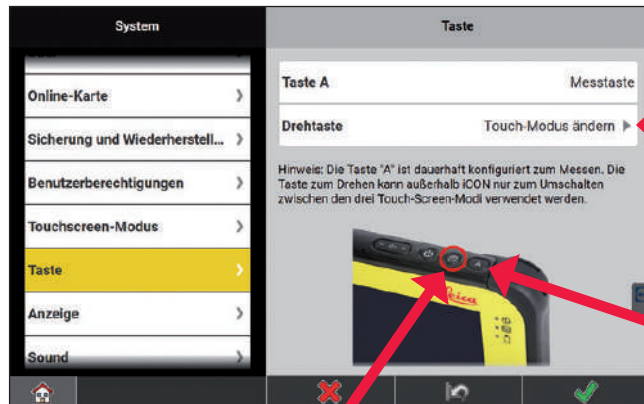 System
Taste
Online-Karte
Sicherung und Wiederherstell...
Benutzerberechtigungen
Touchscreen-Modus
Taste
Anzeige
Sound
Taste A Messtaste
Drehtaste Touch-Modus ändern
Hinweis: Die Taste "A" ist dauerhaft konfiguriert zum Messen. Die
Taste zum Drehen kann außerhalb iCON nur zum Umschalten
zwischen den drei Touch-Screen-Modi verwendet werden.
A
Leica